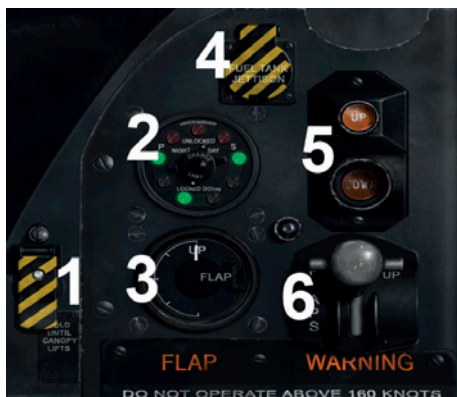 4
FUEL TANK
JETTISON
UP
5
DOWN
2
UNLOCKED
P NIGHT DAY S
CHANGE
LOCKED DOWN
3
UP
FLAP
6
UP
1
HOLD
UNTIL
CANOPY
LIFTS
FLAP WARNING
DO NOT OPERATE ABOVE 160 KNOTS